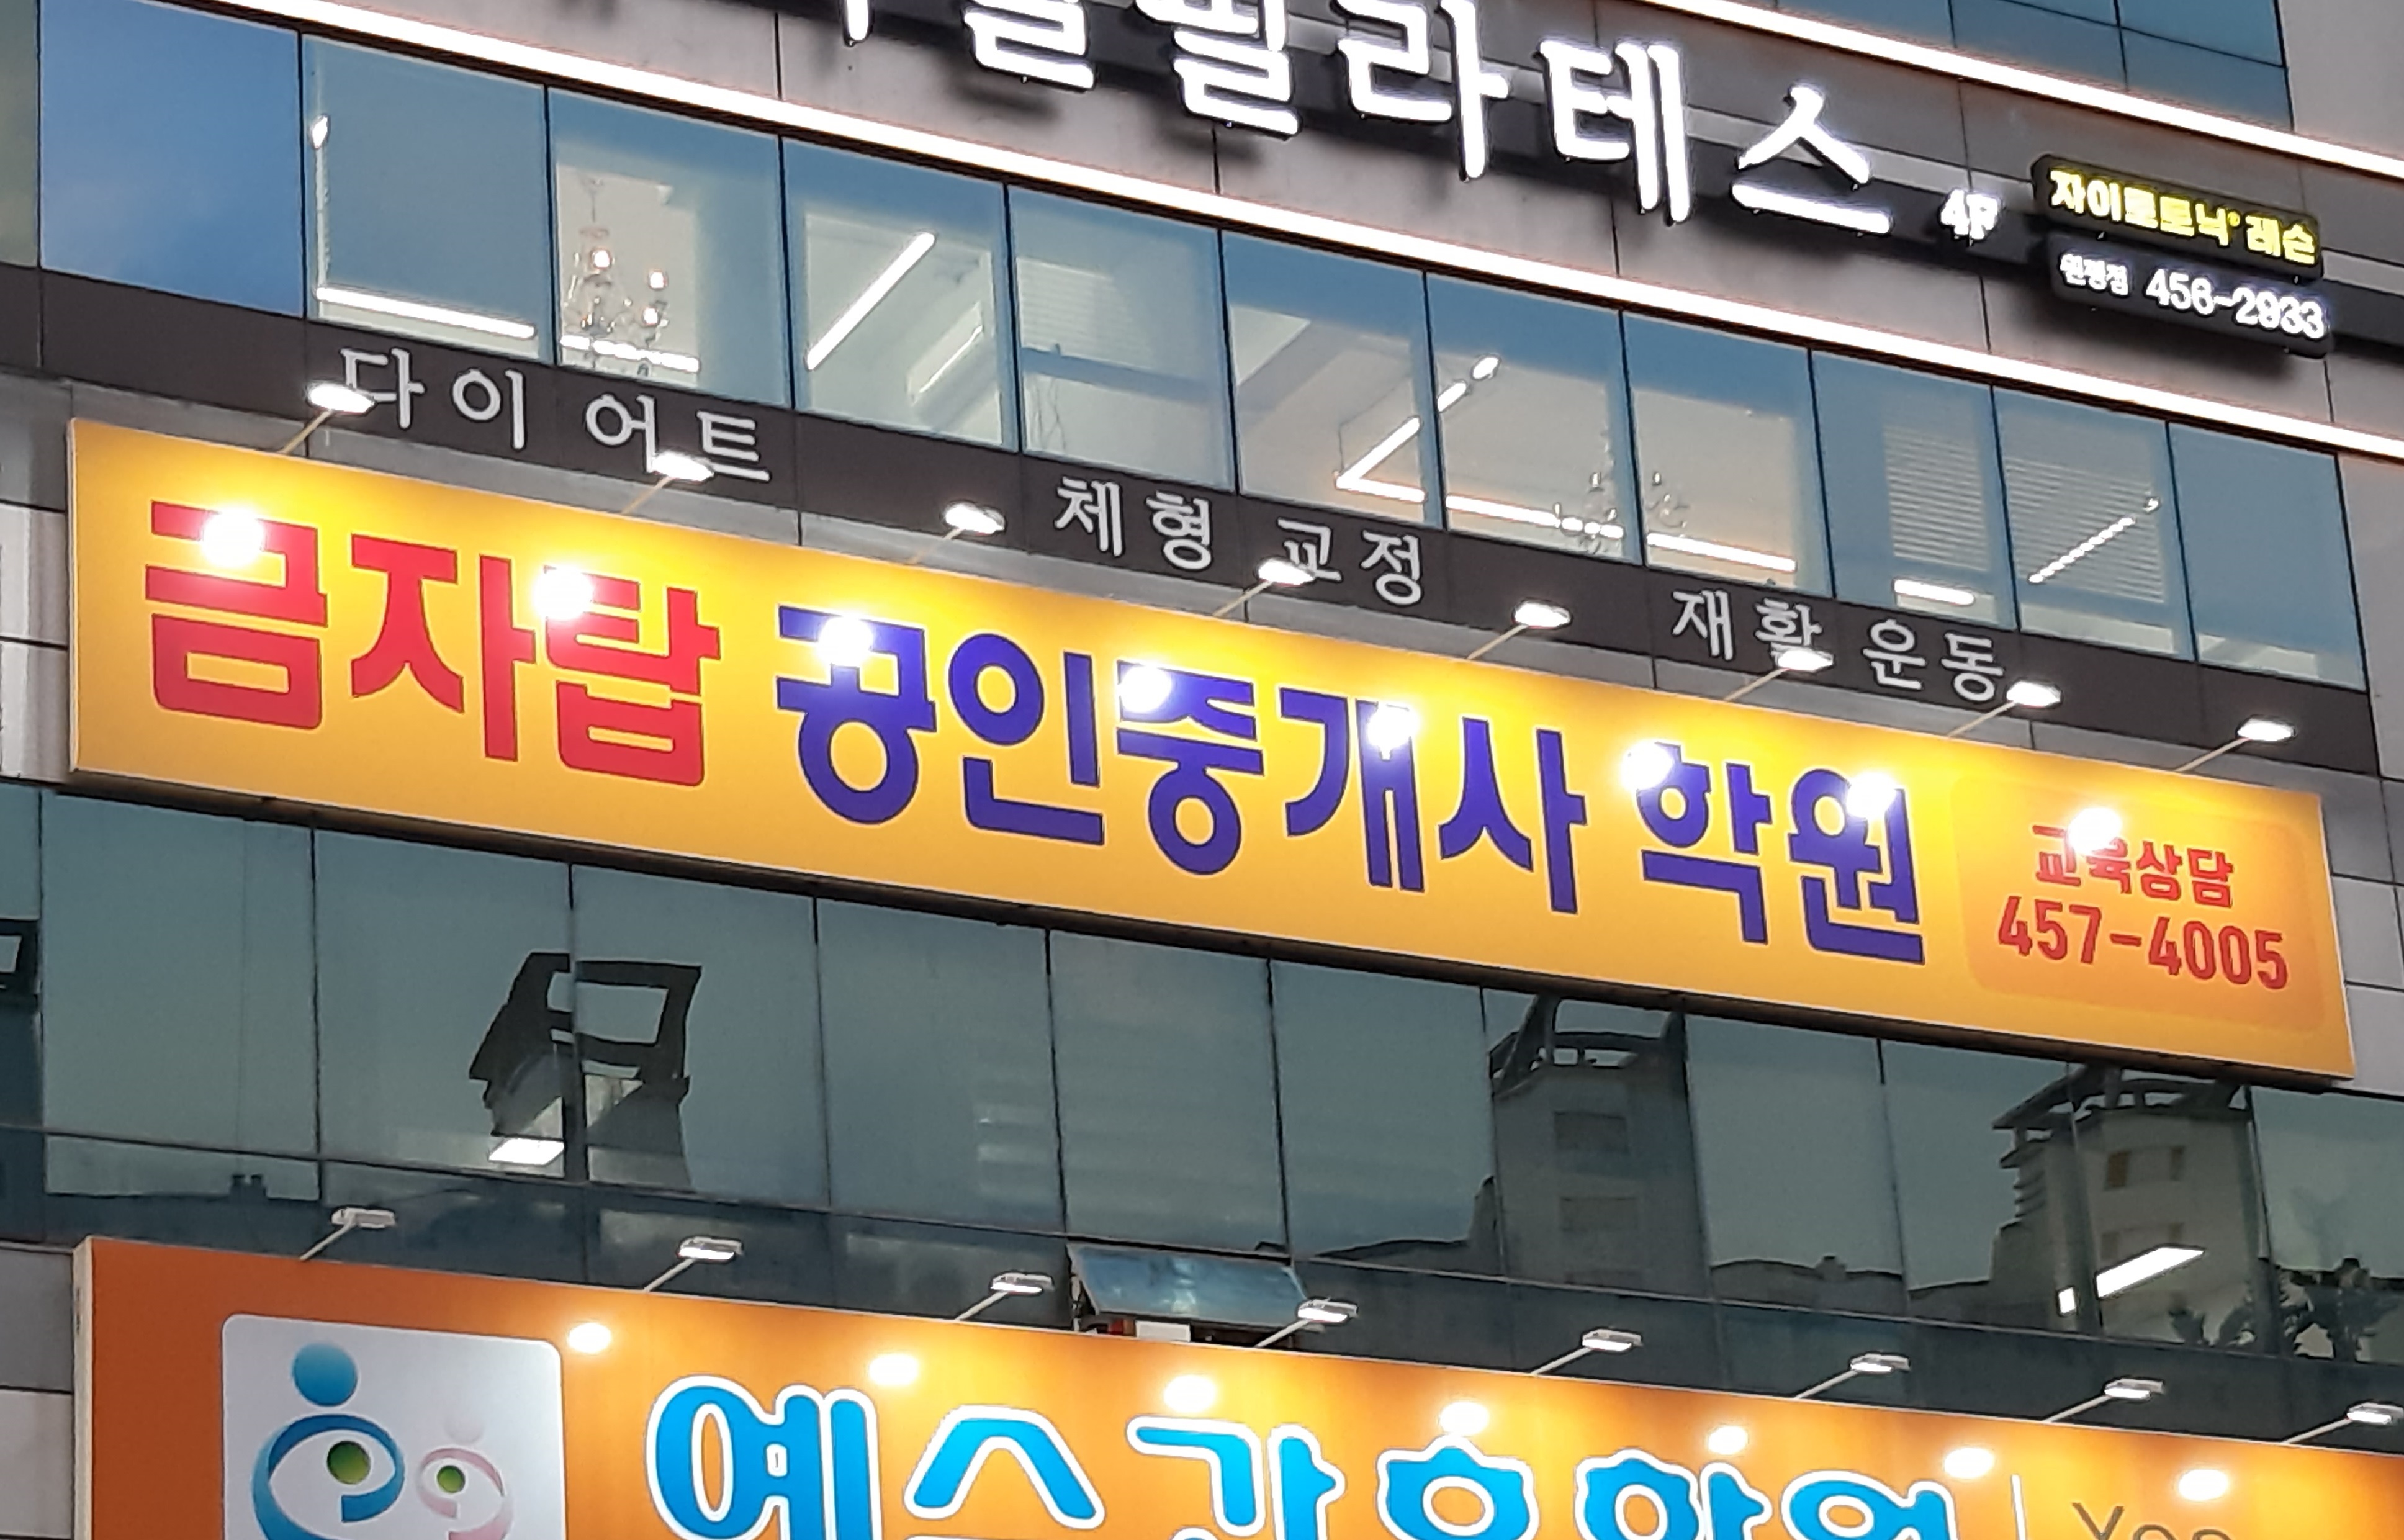 필라테스 4F
자이로토닉® 레슨
456-2933
다이어트 체형 교정 재활 운동
금자탑 공인중개사 학원
교육상담
457-4005
예스간호학원